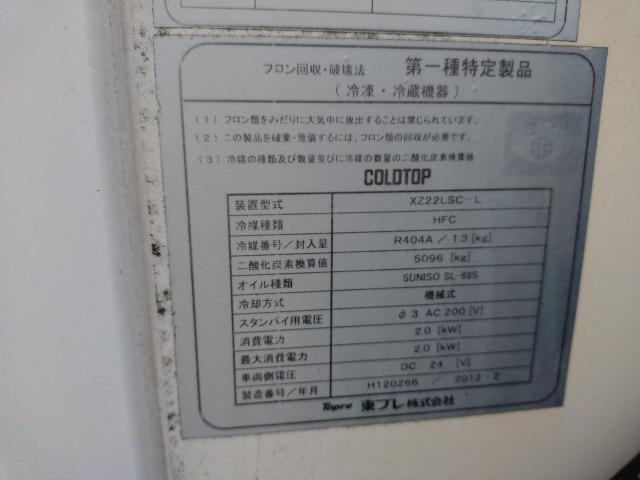 フロン回収・破壊法 第一種特定製品
(冷凍・冷蔵機器)
(1) フロン類をみだりに大気中に放出することは禁じられています。
(2) この製品を破棄・整備するには、フロン類の回収が必要です。
(3) 冷媒の種類及び数量並びに冷媒の数量の二酸化炭素換算値
COLDTOP
装置型式 XZ22LSC-L
冷媒種類 HFC
冷媒番号/封入量 R404A / 1.3 [kg]
二酸化炭素換算値 5096 [kg]
オイル種類 SUNISO SL-68S
冷却方式 機械式
スタンバイ用電圧 φ3 AC 200 [V]
消費電力 2.0 [kW]
最大消費電力 2.0 [kW]
車両側電圧 DC 24 [V]
製造番号/年月 H120266 / 2012-2
Topre 東プレ株式会社